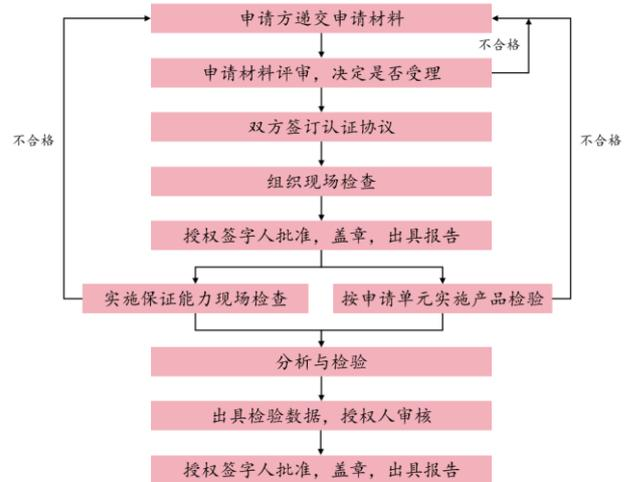 申请方递交申请材料
不合格
申请材料评审，决定是否受理
双方签订认证协议
不合格
不合格
组织现场检查
授权签字人批准，盖章，出具报告
实施保证能力现场检查
按申请单元实施产品检验
分析与检验
出具检验数据，授权人审核
授权签字人批准，盖章，出具报告